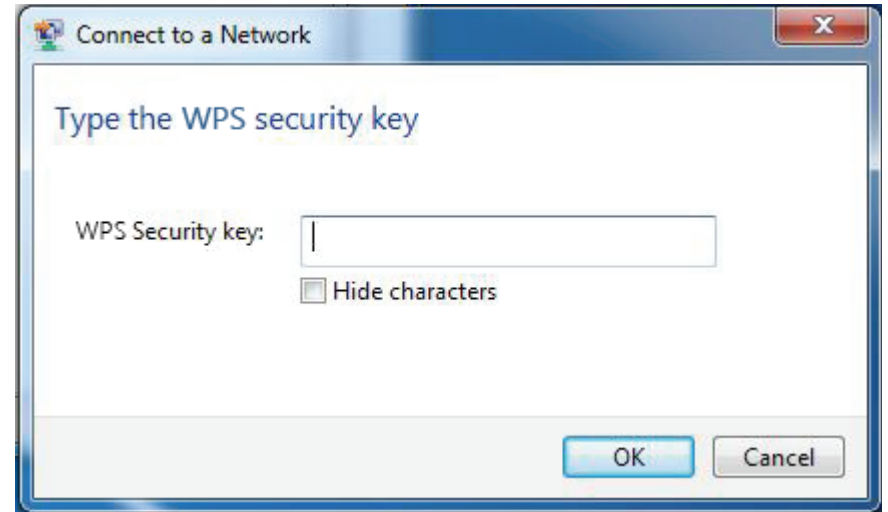 Connect to a Network
Type the WPS security key
WPS Security key:
Hide characters
OK Cancel